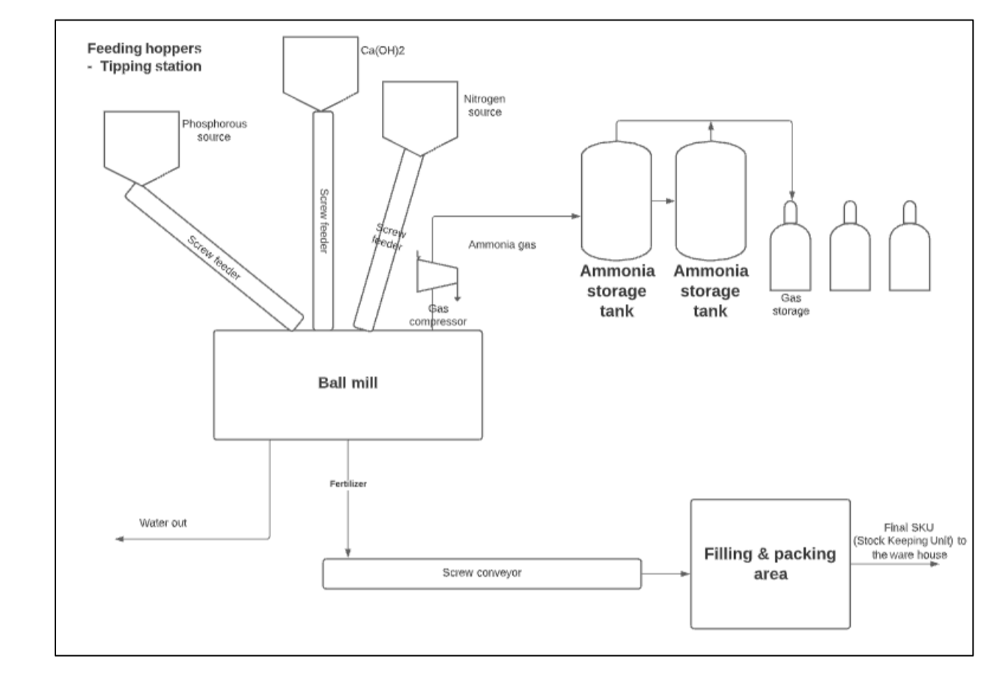 Feeding hoppers
- Tipping station
Ca(OH)2
Nitrogen
source
Phosphorous
source
Screw feeder
Screw feeder
Screw
feeder
Ammonia gas
Gas
compressor
Ammonia
storage
tank
Ammonia
storage
tank
Gas
storage
Ball mill
Fertilizer
Water out
Screw conveyor
Filling & packing
area
Final SKU
(Stock Keeping Unit) to
the ware house